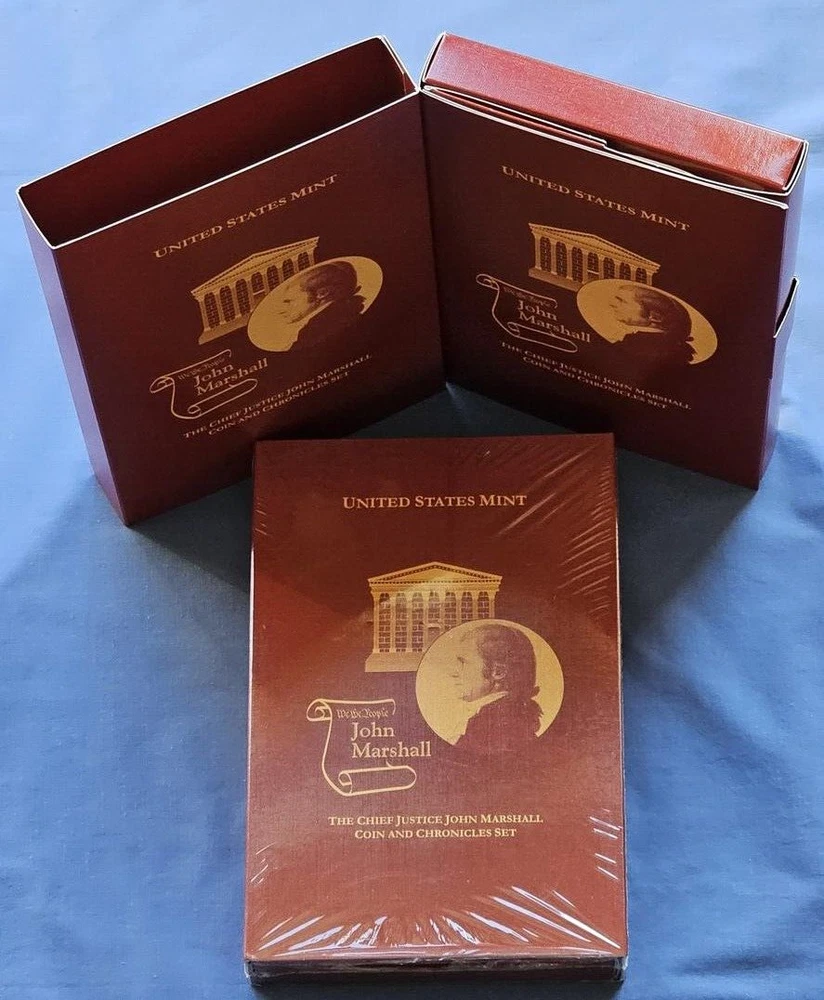 UNITED STATES MINT
We the People
John
Marshall
THE CHIEF JUSTICE JOHN MARSHALL
COIN AND CHRONICLES SET
UNITED STATES MINT
We the People
John
Marshall
THE CHIEF JUSTICE JOHN MARSHALL
COIN AND CHRONICLES SET
UNITED STATES MINT
We the People
John
Marshall
THE CHIEF JUSTICE JOHN MARSHALL
COIN AND CHRONICLES SET